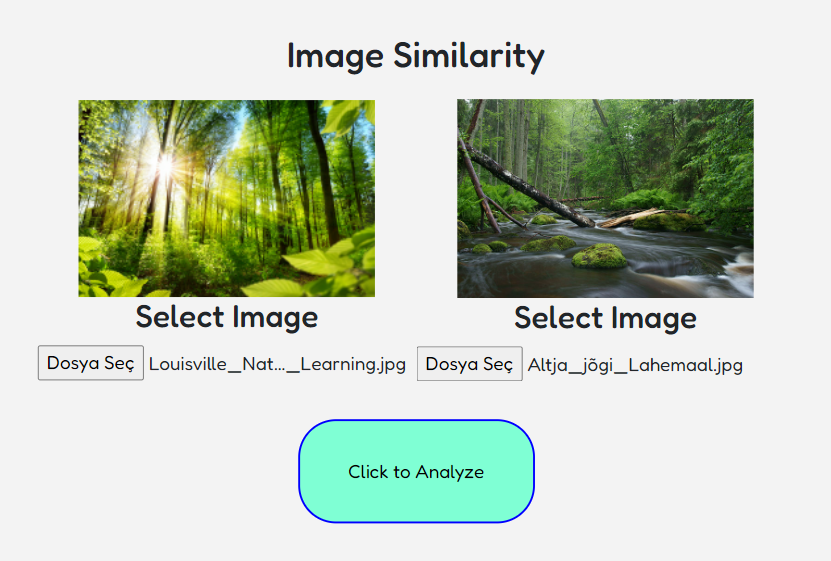 Image Similarity
Select Image
Select Image
Dosya Seç Louisville_Nat..._Learning.jpg
Dosya Seç Altja_jõgi_Lahemaal.jpg
Click to Analyze